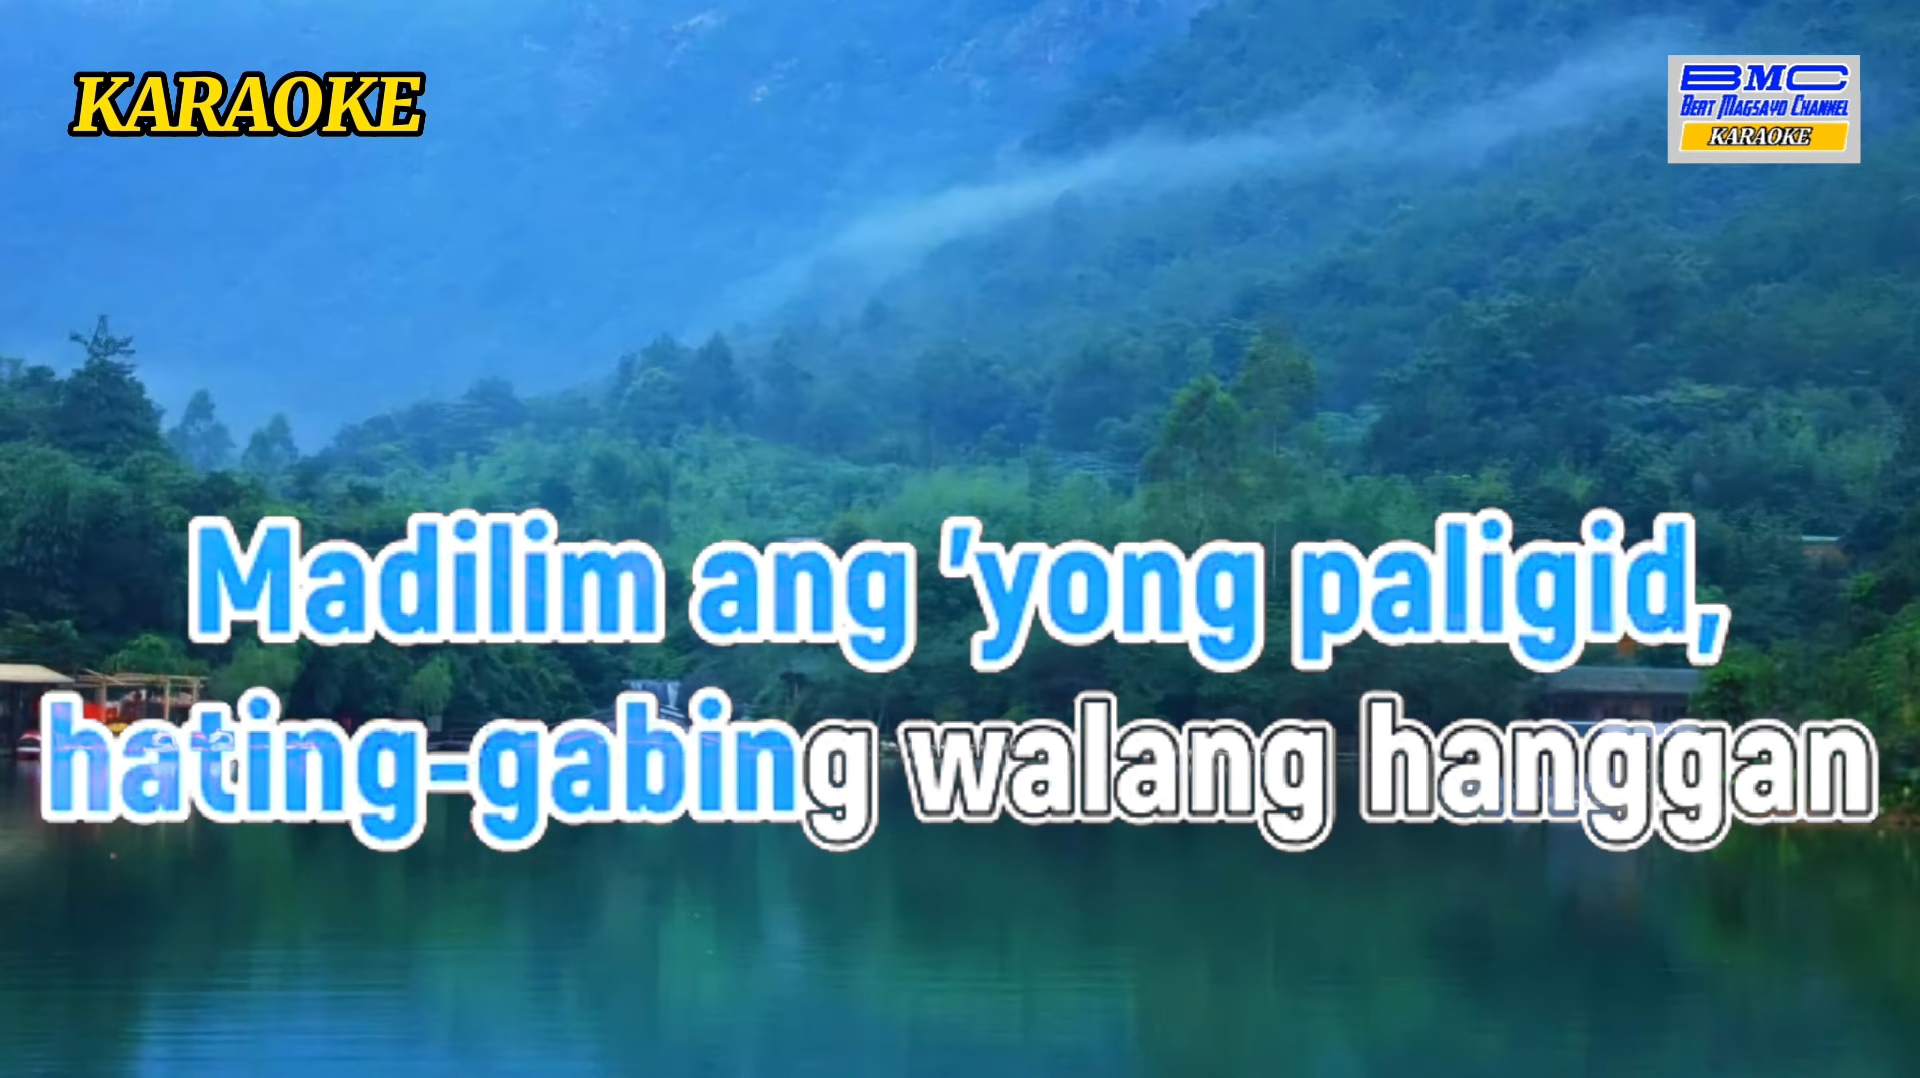 KARAOKE
BMC
BERT MAGSAYO CHANNEL
KARAOKE
Madilim ang 'yong paligid,
hating-gabing walang hanggan